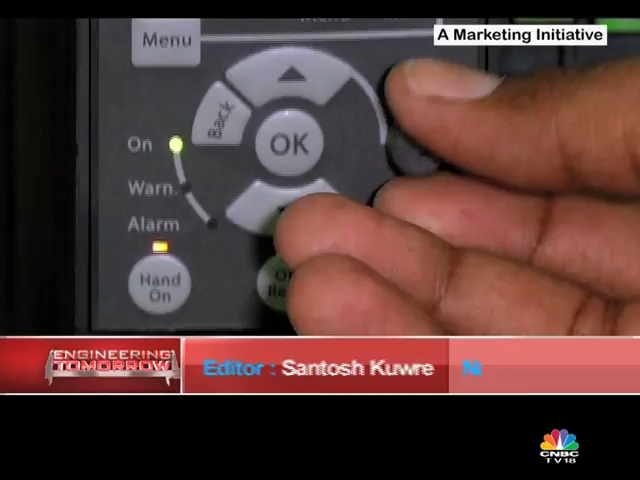 A Marketing Initiative
Menu
Back
OK
On
Warn.
Alarm
Hand
On
ENGINEERING
TOMORROW
Editor : Santosh Kuwre
CNBC
TV18